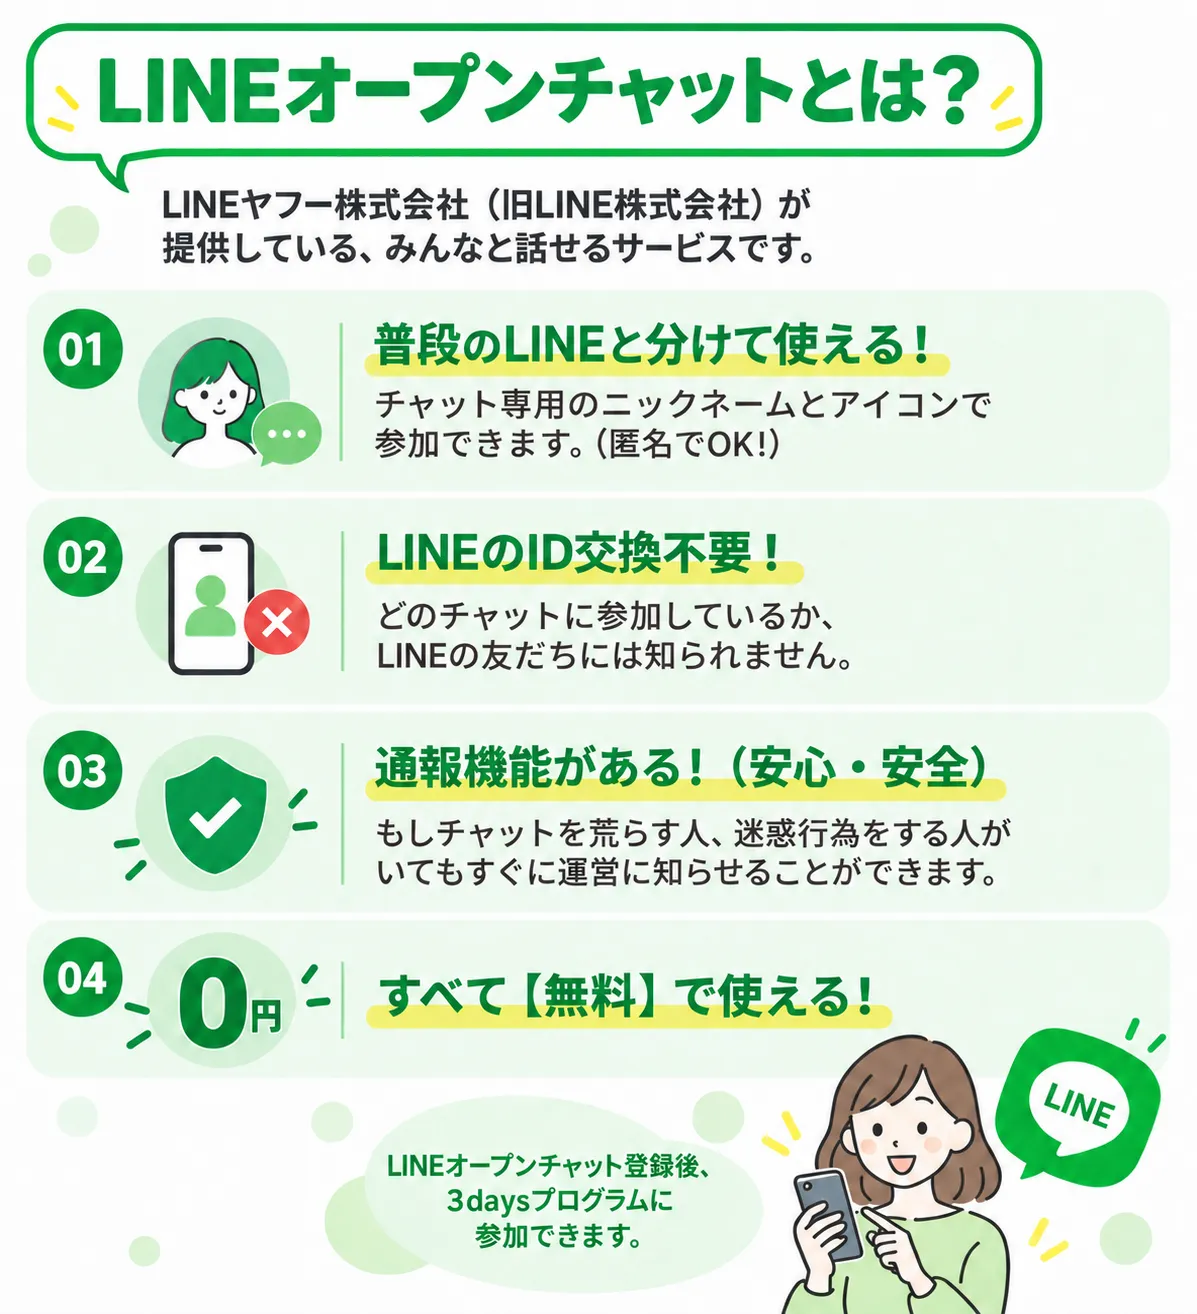 LINEオープンチャットとは？
LINEヤフー株式会社（旧LINE株式会社）が
提供している、みんなと話せるサービスです。
01
普段のLINEと分けて使える！
チャット専用のニックネームとアイコンで
参加できます。（匿名でOK！）
02
LINEのID交換不要！
どのチャットに参加しているか、
LINEの友だちには知られません。
03
通報機能がある！（安心・安全）
もしチャットを荒らす人、迷惑行為をする人が
いてもすぐに運営に知らせることができます。
04
0円
すべて【無料】で使える！
LINE
LINEオープンチャット登録後、
3daysプログラムに
参加できます。